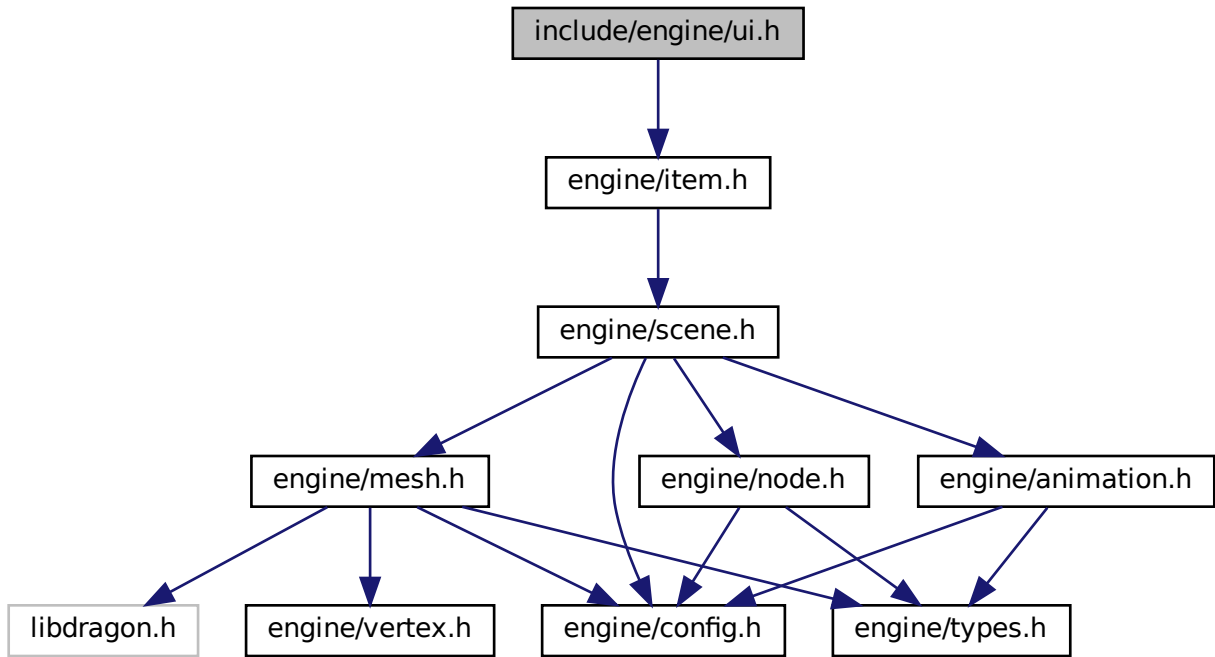 include/engine/ui.h
engine/item.h
engine/scene.h
engine/mesh.h
engine/node.h
engine/animation.h
libdragon.h
engine/vertex.h
engine/config.h
engine/types.h